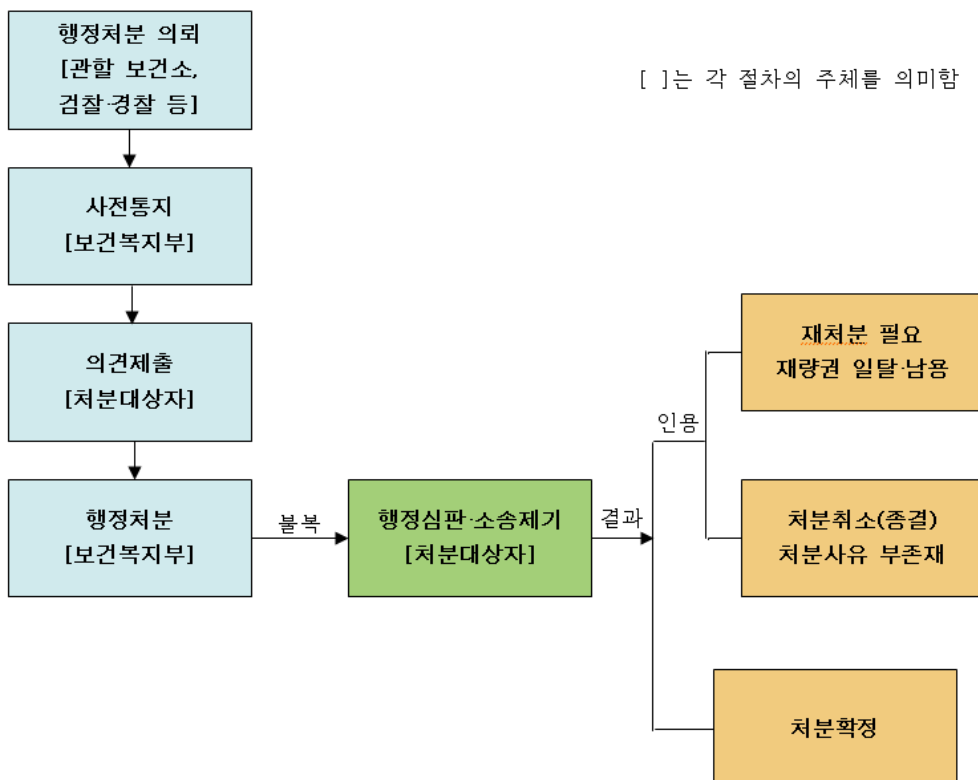 행정처분 의뢰
[관할 보건소,
검찰·경찰 등]
[ ]는 각 절차의 주체를 의미함
사전통지
[보건복지부]
의견제출
[처분대상자]
행정처분
[보건복지부]
불복
행정심판·소송제기
[처분대상자]
결과
인용
재처분 필요
재량권 일탈·남용
처분취소(종결)
처분사유 부존재
처분확정